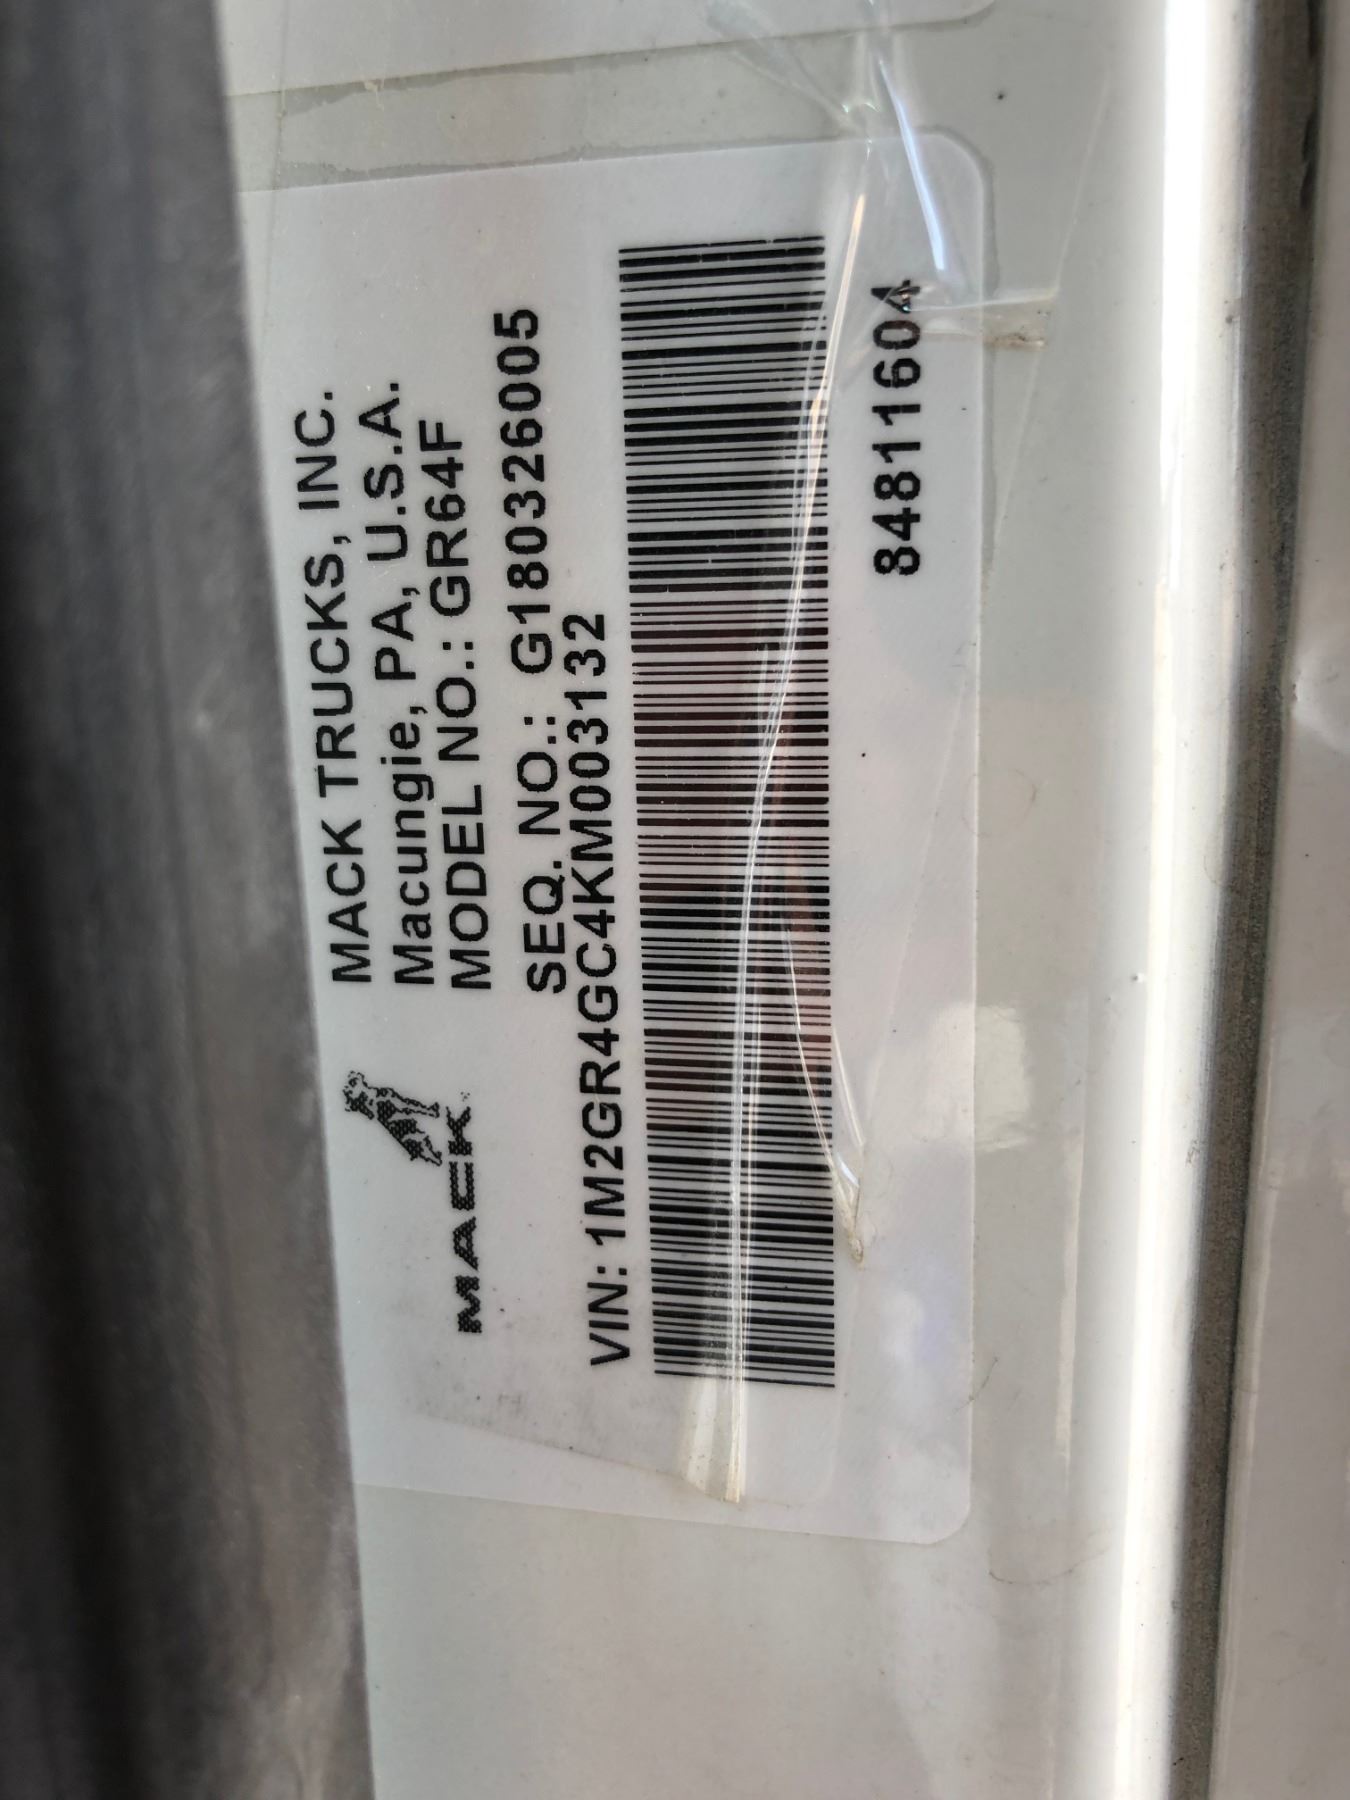 MACK TRUCKS, INC.
Macungie, PA, U.S.A.
MODEL NO.: GR64F
MACK
SEQ. NO.: G180326005
VIN: 1M2GR4GC4KM003132
84811604